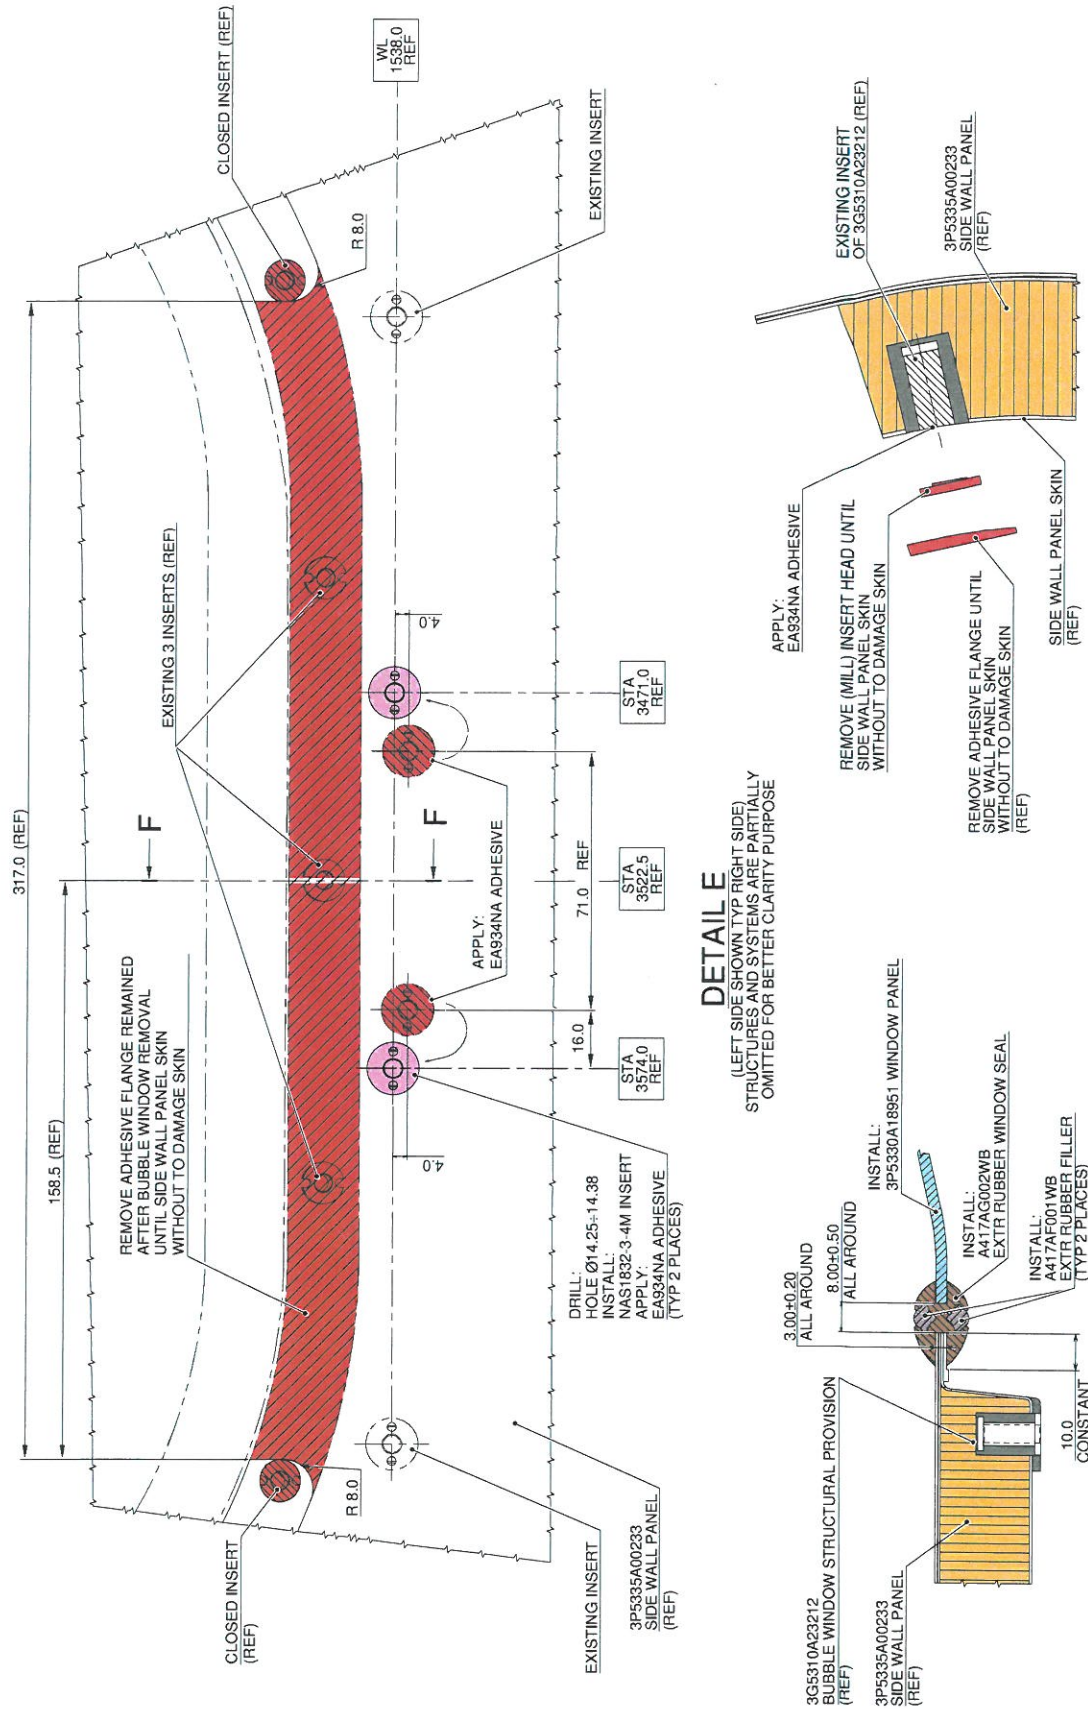 317.0 (REF)
158.5 (REF)
REMOVE ADHESIVE FLANGE REMAINED
AFTER BUBBLE WINDOW REMOVAL
UNTIL SIDE WALL PANEL SKIN
WITHOUT TO DAMAGE SKIN
EXISTING 3 INSERTS (REF)
CLOSED INSERT (REF)
CLOSED INSERT
(REF)
F
F
R 8.0
R 8.0
WL
1538.0
REF
EXISTING INSERT
EXISTING INSERT
3P5335A00233
SIDE WALL PANEL
(REF)
DRILL:
HOLE Ø14.25÷14.38
INSTALL:
NAS1832-3-4M INSERT
APPLY:
EA934NA ADHESIVE
(TYP 2 PLACES)
4.0
4.0
APPLY:
EA934NA ADHESIVE
16.0
71.0 REF
STA
3574.0
REF
STA
3522.5
REF
STA
3471.0
REF
DETAIL E
(LEFT SIDE SHOWN TYP RIGHT SIDE)
STRUCTURES AND SYSTEMS ARE PARTIALLY
OMITTED FOR BETTER CLARITY PURPOSE
3G5310A23212
BUBBLE WINDOW STRUCTURAL PROVISION
(REF)
3P5335A00233
SIDE WALL PANEL
(REF)
3.00±0.20
ALL AROUND
8.00±0.50
ALL AROUND
INSTALL:
3P5330A18951 WINDOW PANEL
INSTALL:
A417AG002WB
EXTR RUBBER WINDOW SEAL
INSTALL:
A417AF001WB
EXTR RUBBER FILLER
(TYP 2 PLACES)
10.0
CONSTANT
APPLY:
EA934NA ADHESIVE
REMOVE (MILL) INSERT HEAD UNTIL
SIDE WALL PANEL SKIN
WITHOUT TO DAMAGE SKIN
REMOVE ADHESIVE FLANGE UNTIL
SIDE WALL PANEL SKIN
WITHOUT TO DAMAGE SKIN
(REF)
EXISTING INSERT
OF 3G5310A23212 (REF)
3P5335A00233
SIDE WALL PANEL
(REF)
SIDE WALL PANEL SKIN
(REF)